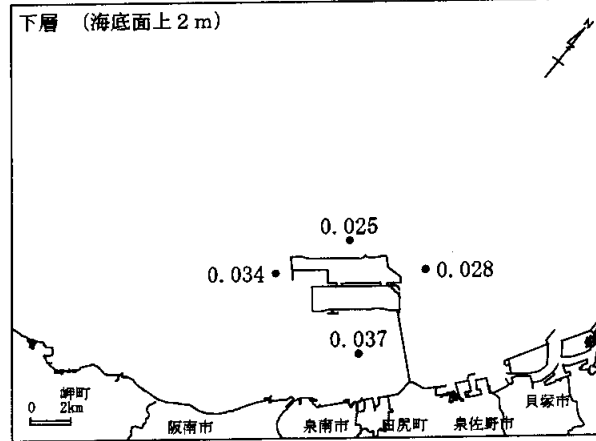 下層 (海底面上2m)
N
0.025
0.034
0.028
0.037
岬町
0 2km
阪南市
泉南市
田尻町
泉佐野市
貝塚市